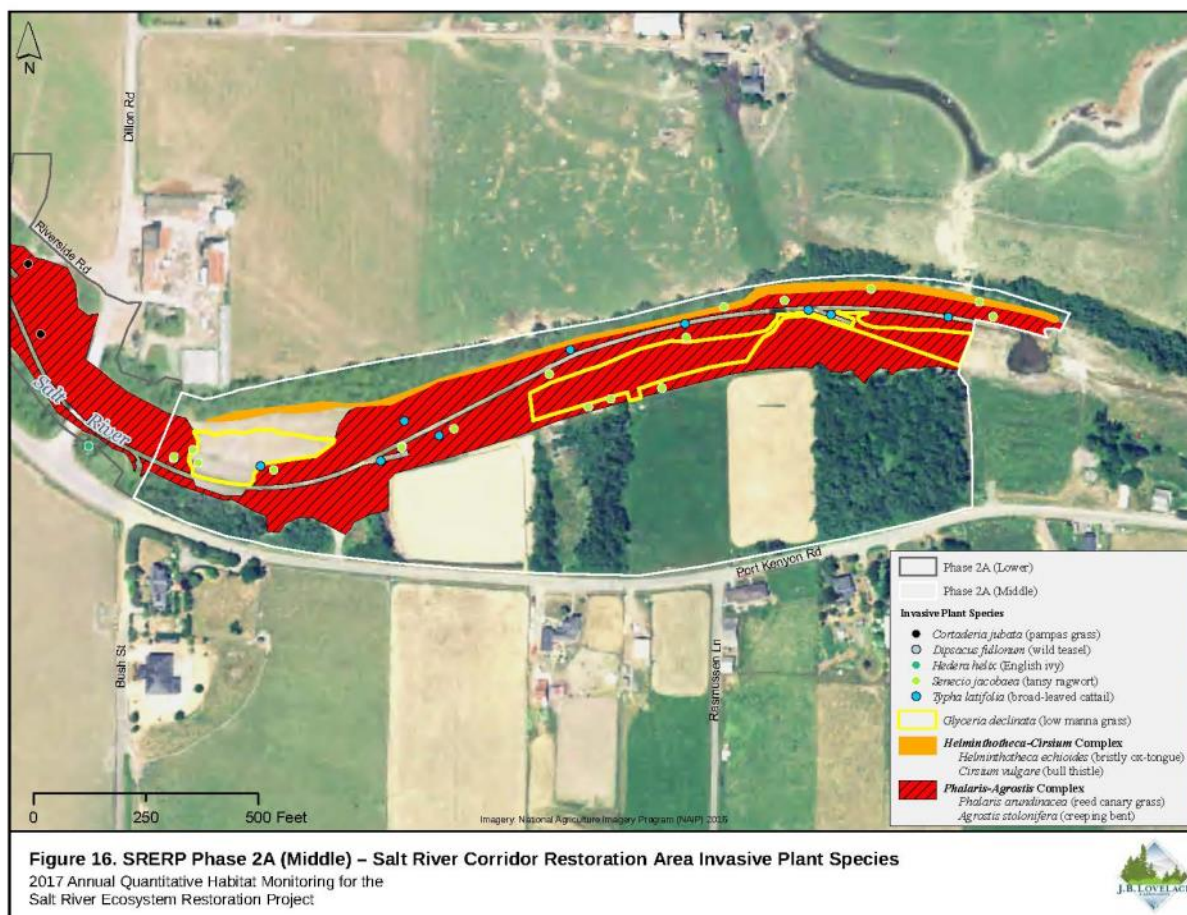 N
Dillon Rd
Riverside Rd
Salt River
Bush St
Port Kenyon Rd
Rasmussen Ln
Phase 2A (Lower)
Phase 2A (Middle)
Invasive Plant Species
Cortaderia jubata (pampas grass)
Dipsacus fullonum (wild teasel)
Hedera helix (English ivy)
Senecio jacobaea (tansy ragwort)
Typha latifolia (broad-leaved cattail)
Glyceria declinata (low manna grass)
Helminthotheca-Cirsium Complex
Helminthotheca echioides (bristly ox-tongue)
Cirsium vulgare (bull thistle)
Phalaris-Agrostis Complex
Phalaris arundinacea (reed canary grass)
Agrostis stolonifera (creeping bent)
0 250 500 Feet
Imagery: National Agriculture Imagery Program (NAIP) 2016
Figure 16. SRERP Phase 2A (Middle) – Salt River Corridor Restoration Area Invasive Plant Species
2017 Annual Quantitative Habitat Monitoring for the
Salt River Ecosystem Restoration Project
J.B. LOVELACE